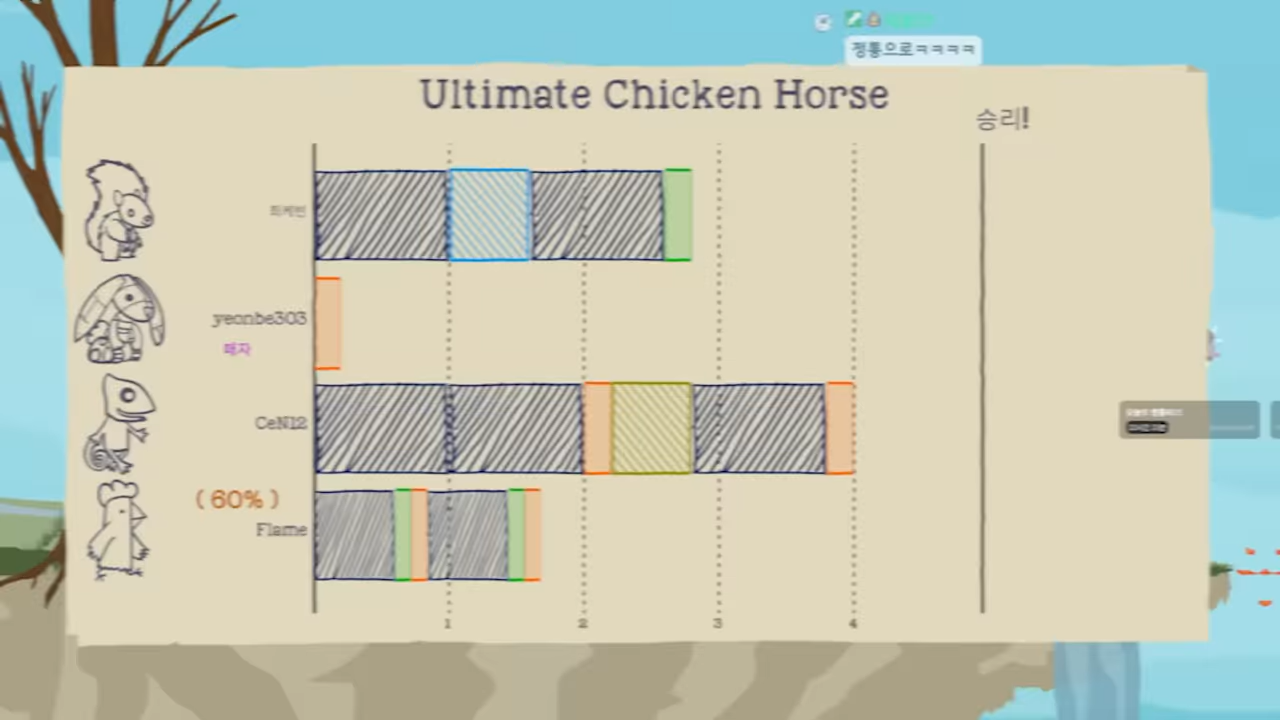 정통으로ㅋㅋㅋㅋ
Ultimate Chicken Horse
승리!
yeonbe303
패자
CeN12
(60%)
Flame
1 2 3 4